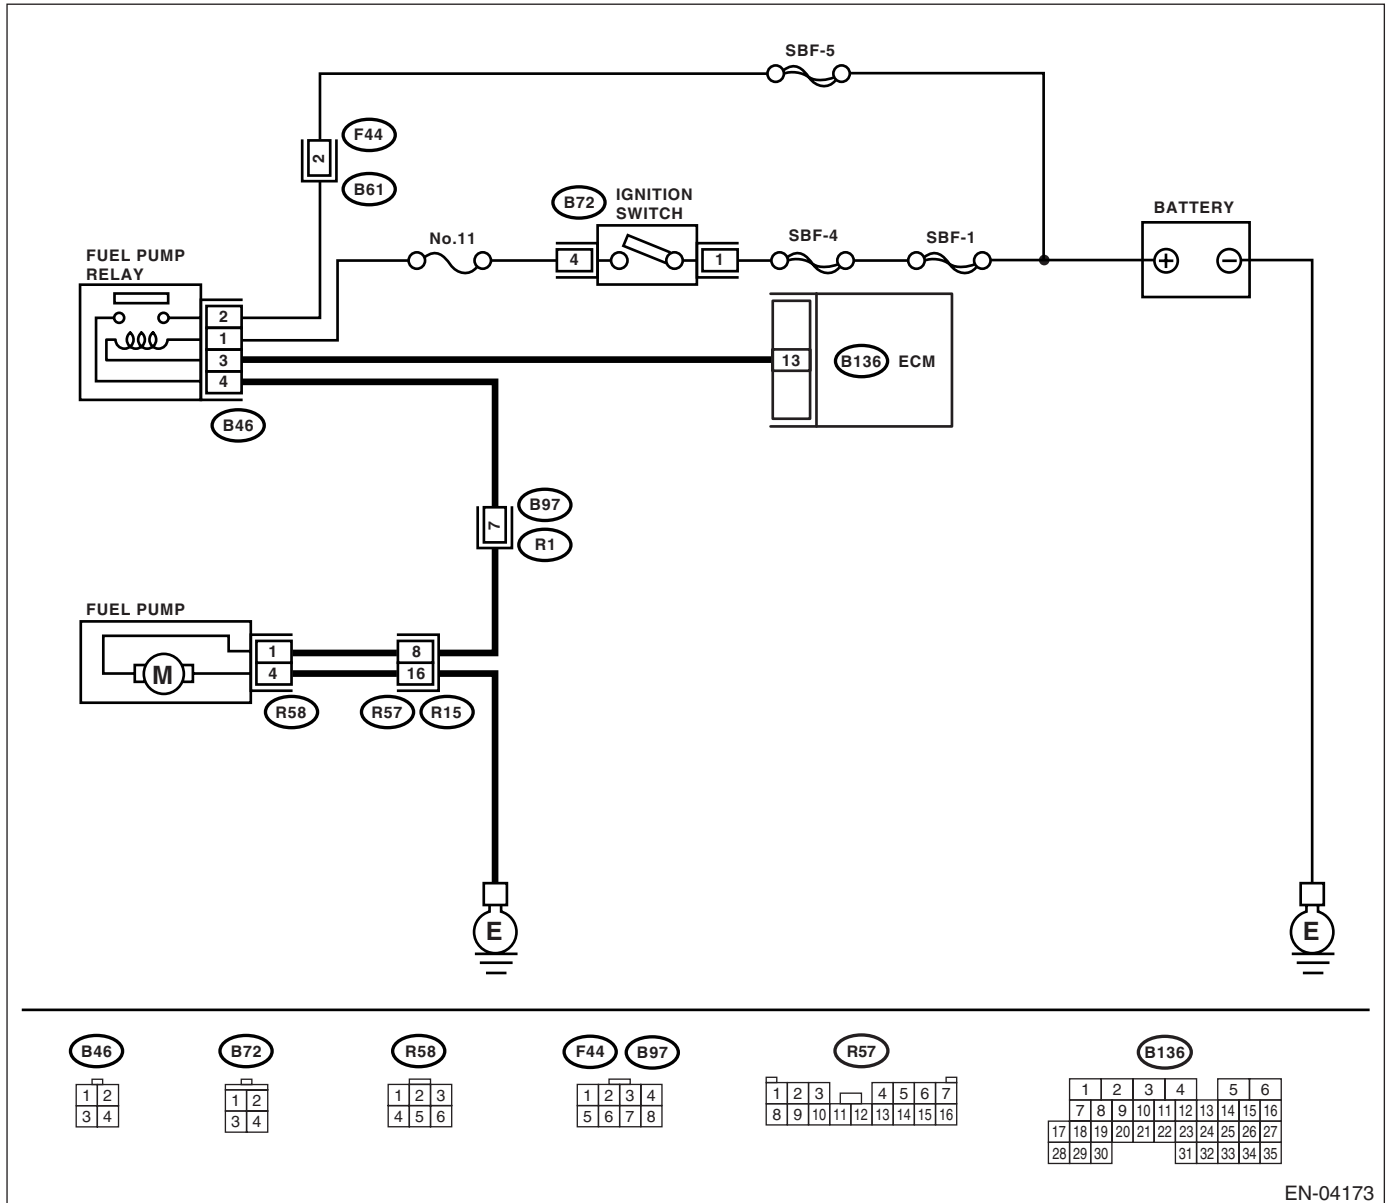 SBF-5
F44
2
B61
B72
IGNITION
SWITCH
BATTERY
No.11
SBF-4
SBF-1
FUEL PUMP
RELAY
4
1
+
−
2
1
3
4
13
B136
ECM
B46
B97
7
R1
FUEL PUMP
M
1
4
8
16
R58
R57
R15
E
E
B46
1 2
3 4
B72
1 2
3 4
R58
1 2 3
4 5 6
F44 B97
1 2 3 4
5 6 7 8
R57
1 2 3 4 5 6 7
8 9 10 11 12 13 14 15 16
B136
1 2 3 4 5 6
7 8 9 10 11 12 13 14 15 16
17 18 19 20 21 22 23 24 25 26 27
28 29 30 31 32 33 34 35
EN-04173